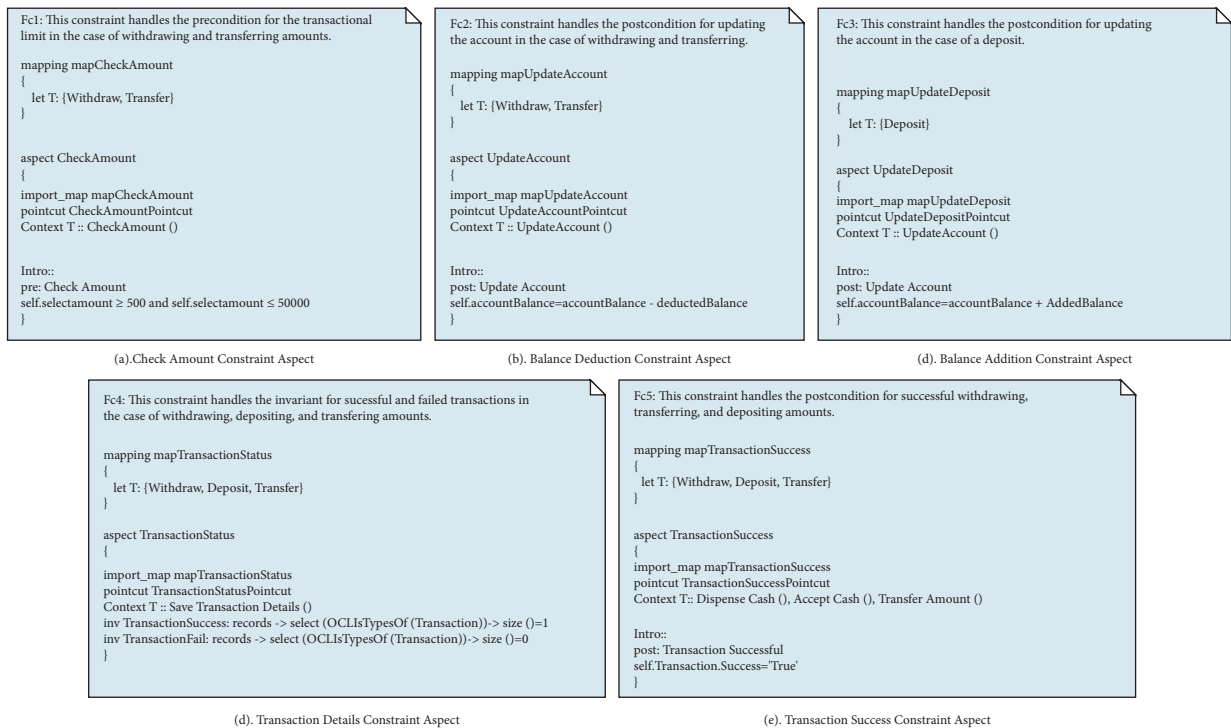 Fc1: This constraint handles the precondition for the transactional
limit in the case of withdrawing and transferring amounts.
mapping mapCheckAmount
{
let T: {Withdraw, Transfer}
}
aspect CheckAmount
{
import_map mapCheckAmount
pointcut CheckAmountPointcut
Context T :: CheckAmount ()
Intro::
pre: Check Amount
self.selectamount ≥ 500 and self.selectamount ≤ 50000
}
(a).Check Amount Constraint Aspect
Fc2: This constraint handles the postcondition for updating
the account in the case of withdrawing and transferring.
mapping mapUpdateAccount
{
let T: {Withdraw, Transfer}
}
aspect UpdateAccount
{
import_map mapUpdateAccount
pointcut UpdateAccountPointcut
Context T :: UpdateAccount ()
Intro::
post: Update Account
self.accountBalance=accountBalance - deductedBalance
}
(b). Balance Deduction Constraint Aspect
Fc3: This constraint handles the postcondition for updating
the account in the case of a deposit.
mapping mapUpdateDeposit
{
let T: {Deposit}
}
aspect UpdateDeposit
{
import_map mapUpdateDeposit
pointcut UpdateDepositPointcut
Context T :: UpdateAccount ()
Intro::
post: Update Account
self.accountBalance=accountBalance + AddedBalance
}
(d). Balance Addition Constraint Aspect
Fc4: This constraint handles the invariant for sucessful and failed transactions in
the case of withdrawing, depositing, and transfering amounts.
mapping mapTransactionStatus
{
let T: {Withdraw, Deposit, Transfer}
}
aspect TransactionStatus
{
import_map mapTransactionStatus
pointcut TransactionStatusPointcut
Context T :: Save Transaction Details ()
inv TransactionSuccess: records -> select (OCLIsTypesOf (Transaction))-> size ()=1
inv TransactionFail: records -> select (OCLIsTypesOf (Transaction))-> size ()=0
}
(d). Transaction Details Constraint Aspect
Fc5: This constraint handles the postcondition for successful withdrawing,
transferring, and depositing amounts.
mapping mapTransactionSuccess
{
let T: {Withdraw, Deposit, Transfer}
}
aspect TransactionSuccess
{
import_map mapTransactionSuccess
pointcut TransactionSuccessPointcut
Context T:: Dispense Cash (), Accept Cash (), Transfer Amount ()
Intro::
post: Transaction Successful
self.Transaction.Success='True'
}
(e). Transaction Success Constraint Aspect